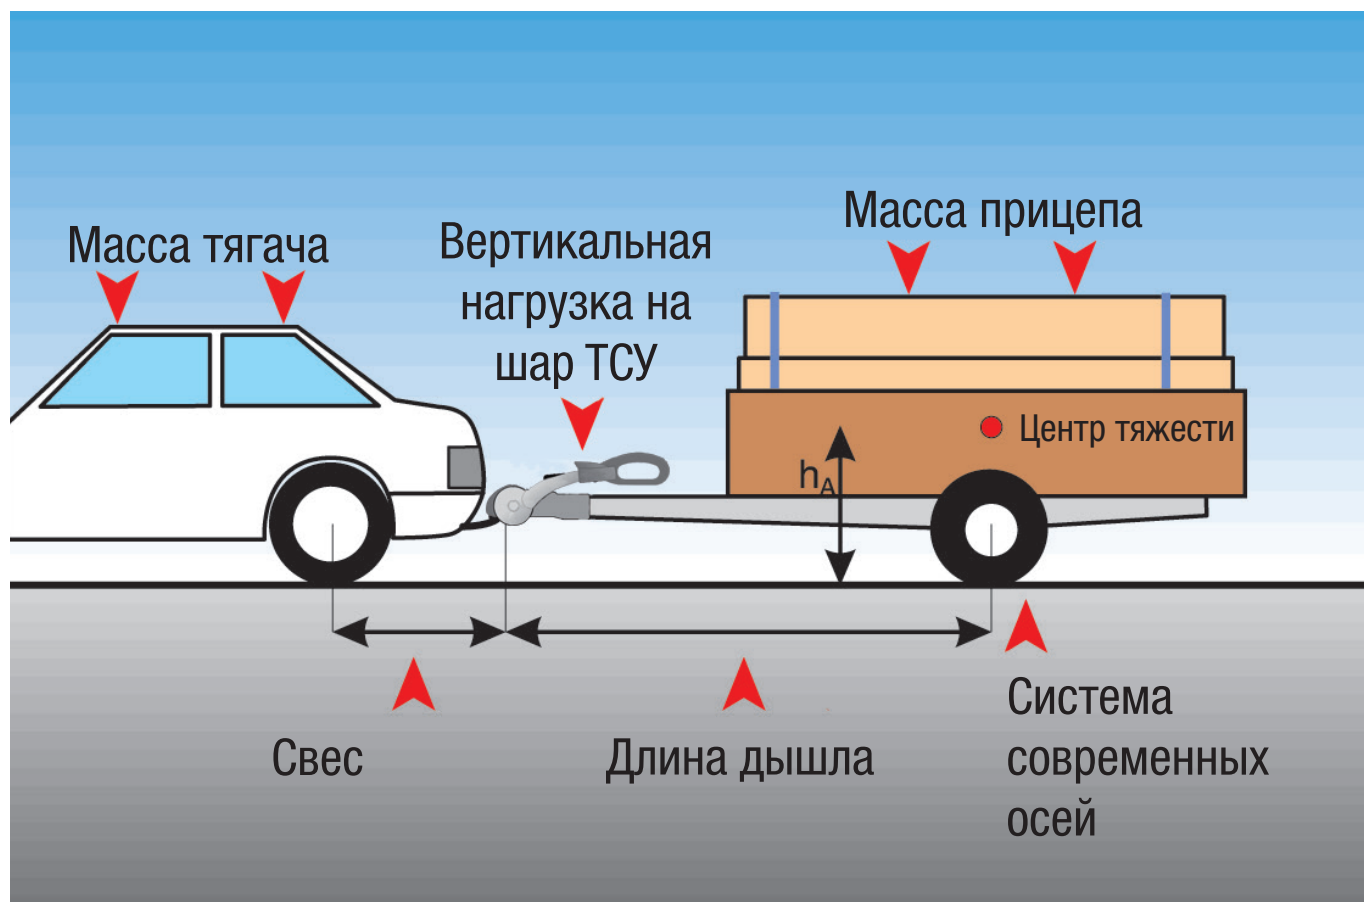 Масса тягача
Вертикальная
нагрузка на
шар ТСУ
Масса прицепа
Центр тяжести
hA
Свес
Длина дышла
Система
современных
осей